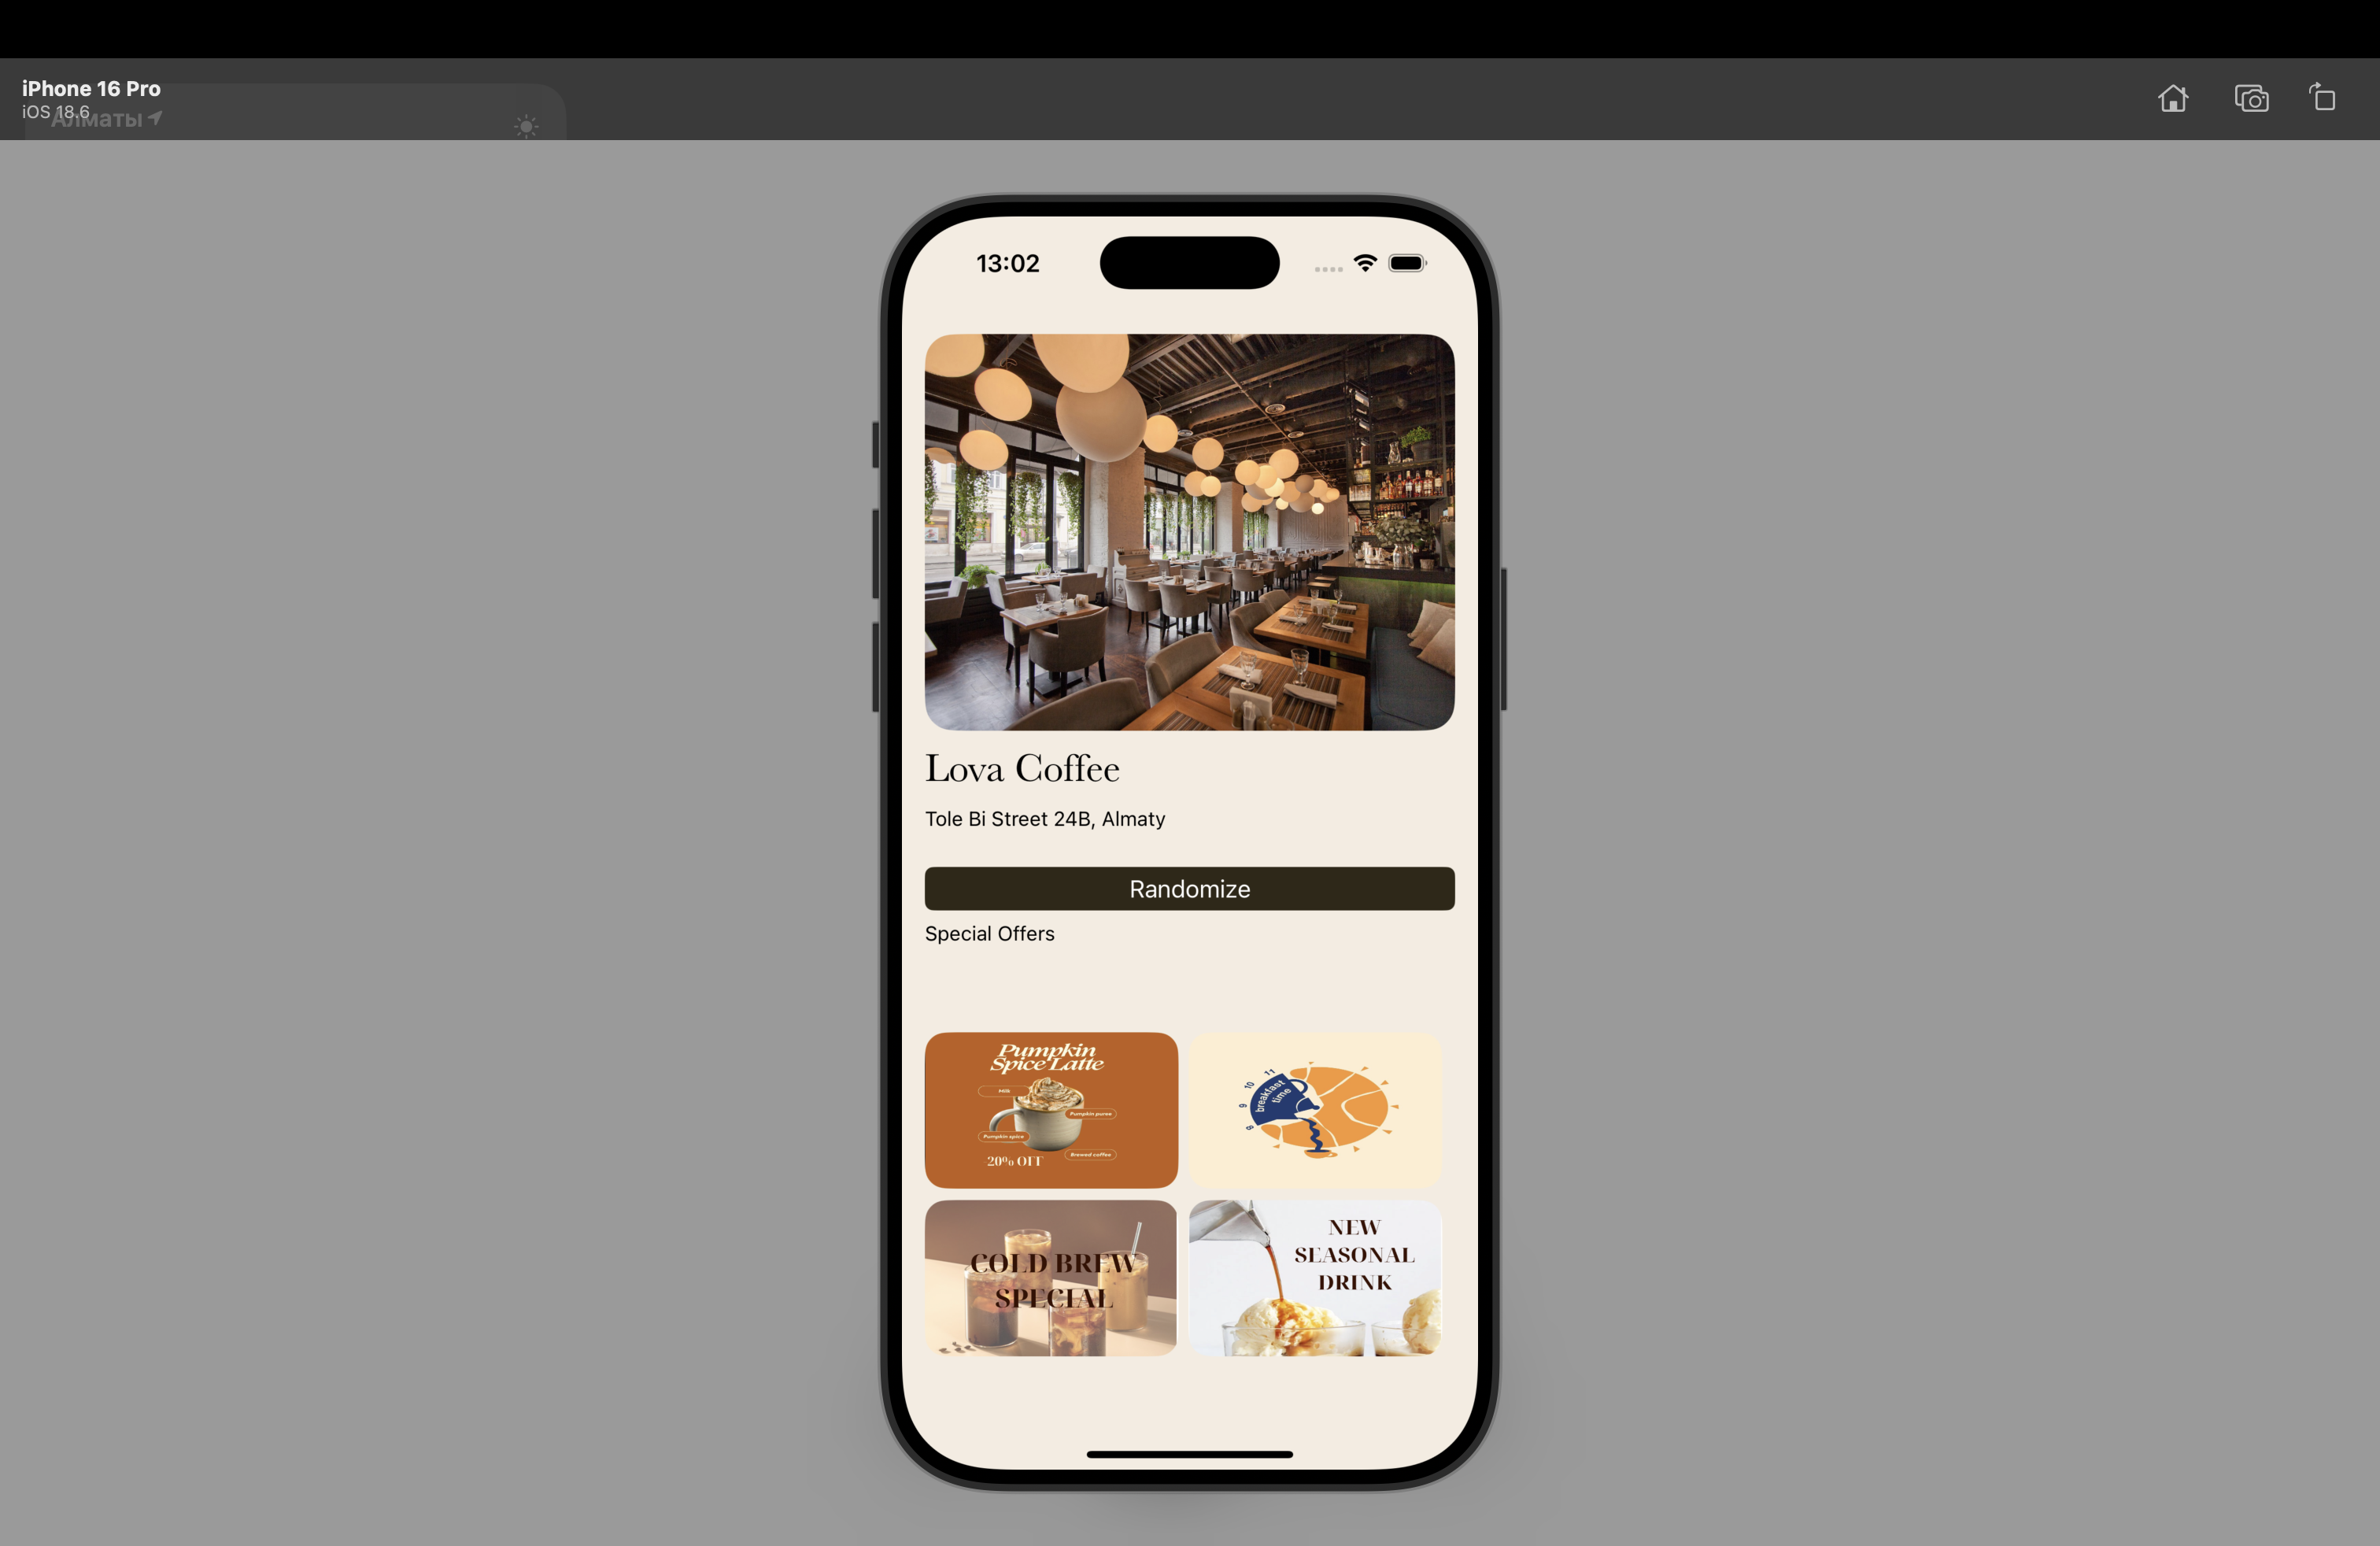 iPhone 16 Pro
iOS 18.6
Алматы
13:02
Lova Coffee
Tole Bi Street 24B, Almaty
Randomize
Special Offers
Pumpkin
Spice Latte
Milk
Pumpkin puree
Pumpkin spice
Brewed coffee
20% OFF
8 9 10 11
breakfast
time
COLD BREW
SPECIAL
NEW
SEASONAL
DRINK